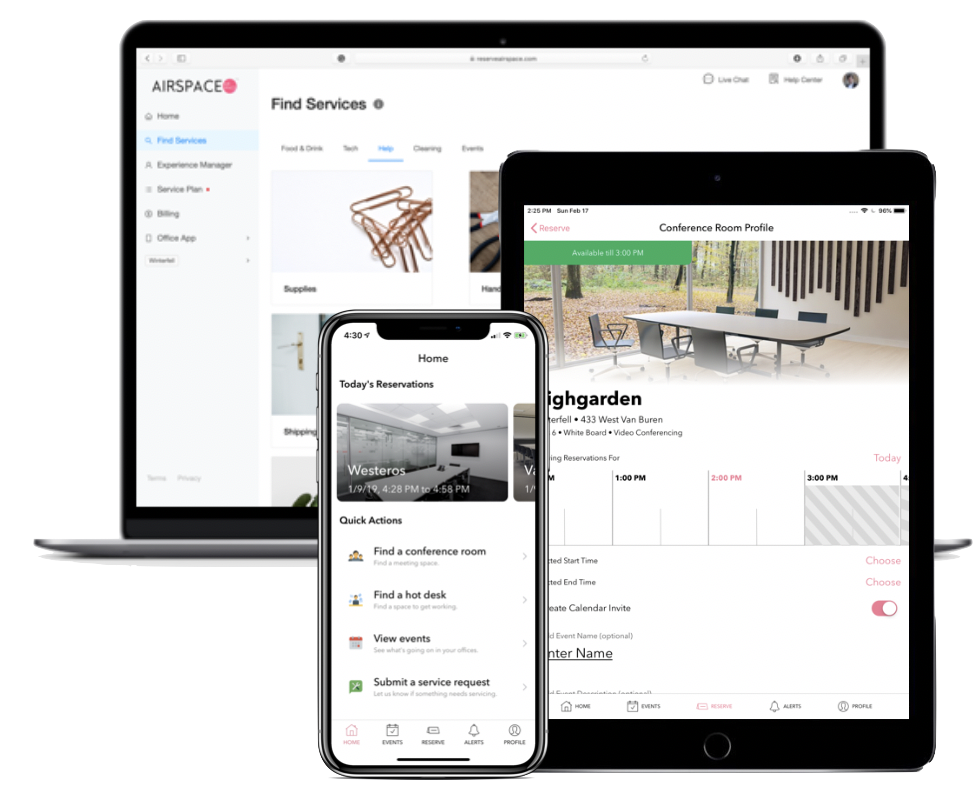 reserveairspace.com
AIRSPACE
Live Chat
Help Center
Home
Find Services
Experience Manager
Service Plan
Billing
Office App
Winterfell
Terms Privacy
Find Services
Food & Drink Tech Help Cleaning Events
Supplies
Hand
Shipping
4:30
Home
Today's Reservations
Westeros
1/9/19, 4:28 PM to 4:58 PM
Va
1/9
Quick Actions
Find a conference room
Find a meeting space.
Find a hot desk
Find a space to get working.
View events
See what's going on in your offices.
Submit a service request
Let us know if something needs servicing.
HOME EVENTS RESERVE ALERTS PROFILE
2:25 PM Sun Feb 17
96%
Reserve
Conference Room Profile
Available till 3:00 PM
ighgarden
terfell • 433 West Van Buren
6 • White Board • Video Conferencing
ing Reservations For
Today
M 1:00 PM 2:00 PM 3:00 PM 4
cted Start Time Choose
cted End Time Choose
eate Calendar Invite
d Event Name (optional)
nter Name
d Event Description (optional)
HOME EVENTS RESERVE ALERTS PROFILE